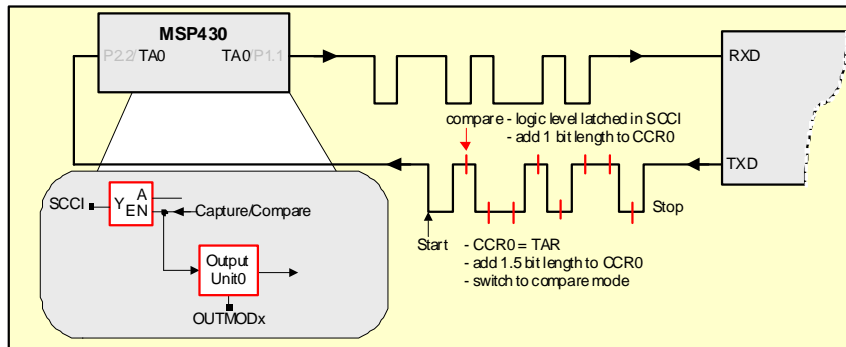 MSP430
P2.2/TA0
TA0/P1.1
RXD
compare - logic level latched in SCCI
- add 1 bit length to CCR0
TXD
SCCI
Y
A
EN
Capture/Compare
Stop
Start
- CCR0 = TAR
- add 1.5 bit length to CCR0
- switch to compare mode
Output
Unit0
OUTMODx